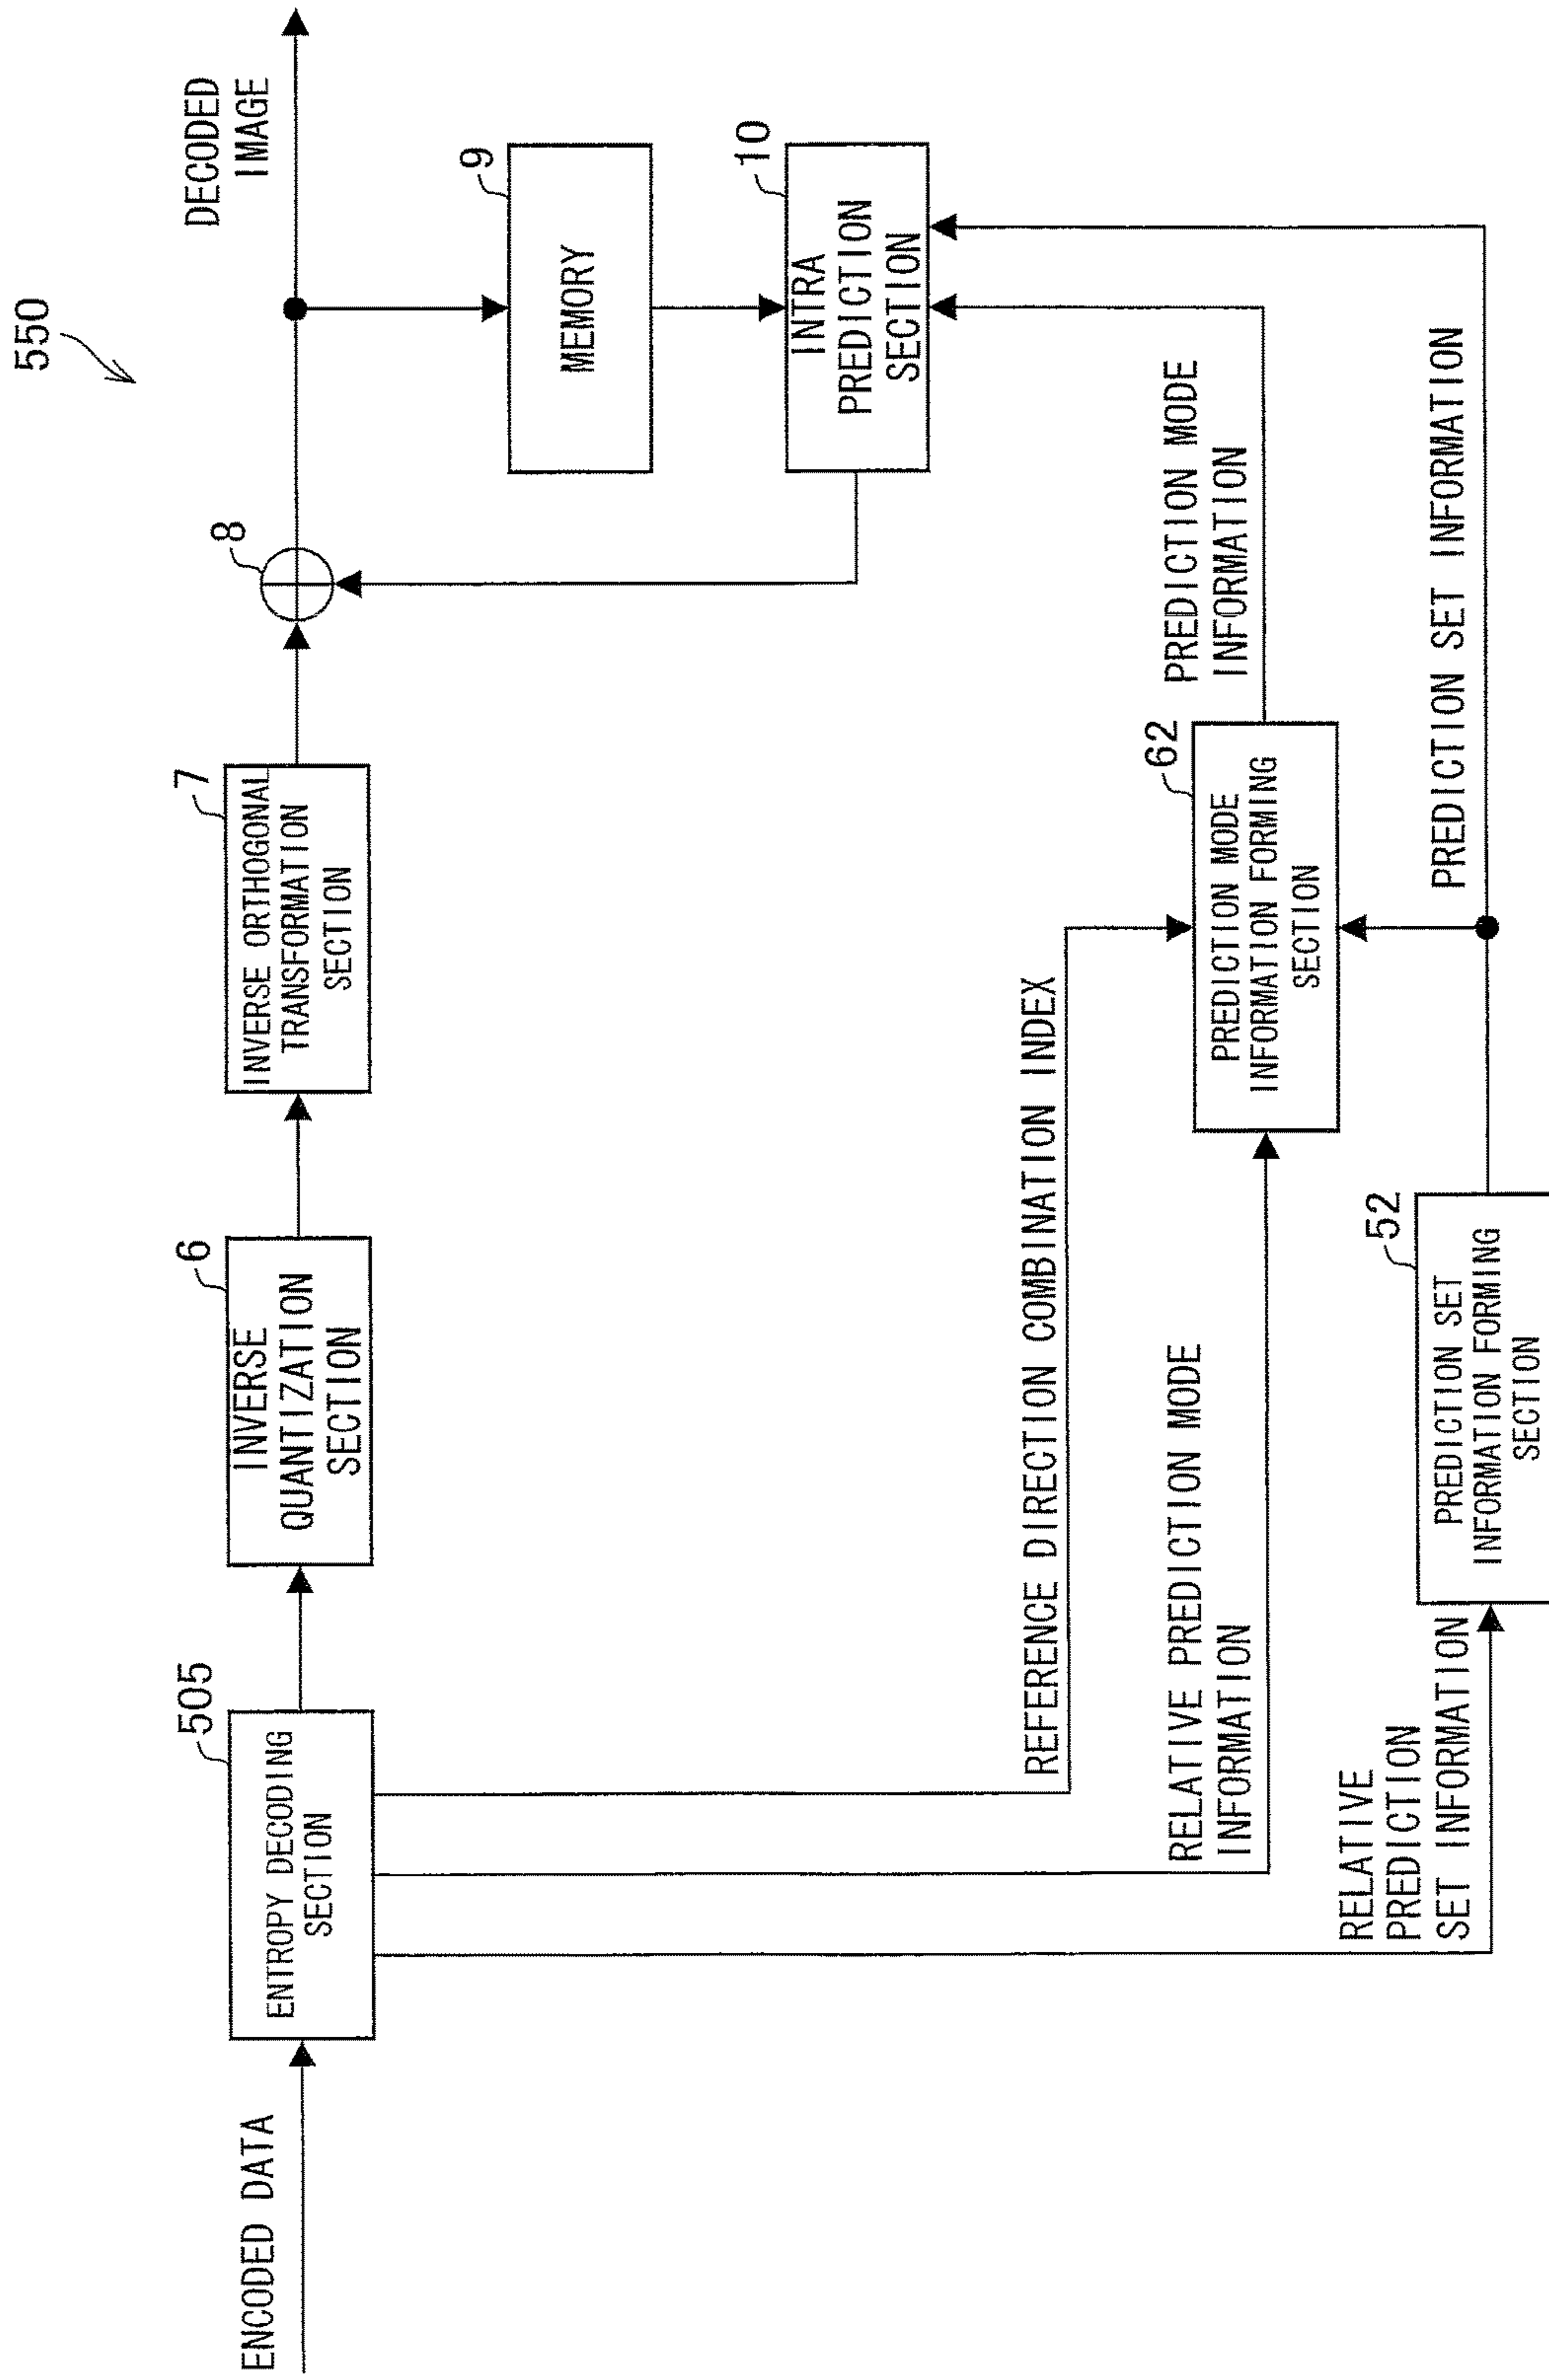 550
ENCODED DATA
505
ENTROPY DECODING
SECTION
6
INVERSE
QUANTIZATION
SECTION
7
INVERSE ORTHOGONAL
TRANSFORMATION
SECTION
8
DECODED
IMAGE
9
MEMORY
10
INTRA
PREDICTION
SECTION
REFERENCE DIRECTION COMBINATION INDEX
RELATIVE PREDICTION MODE
INFORMATION
62
PREDICTION MODE
INFORMATION FORMING
SECTION
PREDICTION MODE
INFORMATION
RELATIVE
PREDICTION
SET INFORMATION
52
PREDICTION SET
INFORMATION FORMING
SECTION
PREDICTION SET INFORMATION